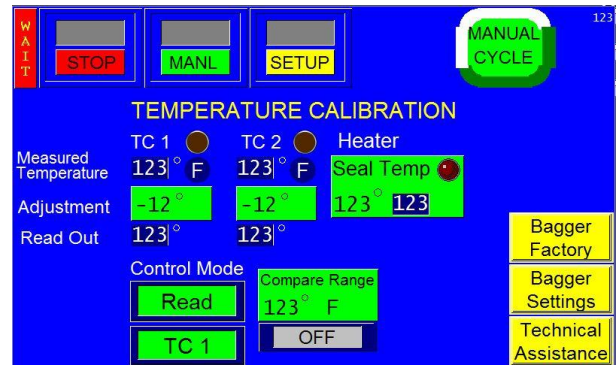 WAIT
STOP
MANL
SETUP
MANUAL
CYCLE
123
TEMPERATURE CALIBRATION
TC 1
TC 2
Heater
Measured
Temperature
123° F
123° F
Seal Temp
123° 123
Adjustment
-12°
-12°
Read Out
123°
123°
Control Mode
Read
TC 1
Compare Range
123° F
OFF
Bagger
Factory
Bagger
Settings
Technical
Assistance